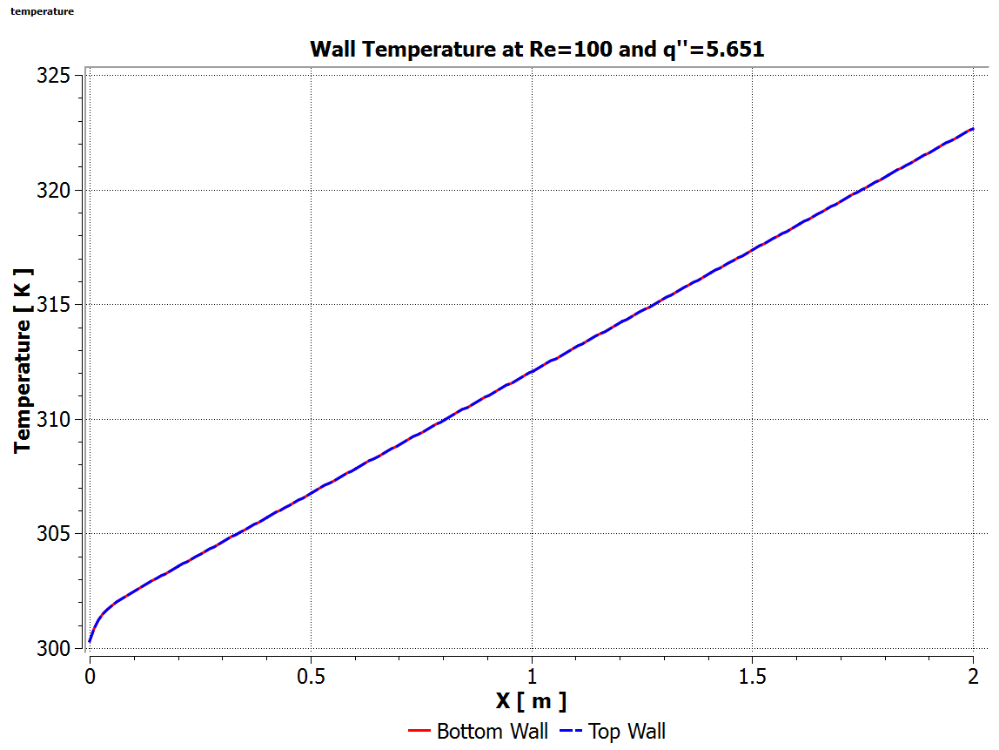 temperature
Wall Temperature at Re=100 and q''=5.651
325
320
315
310
305
300
Temperature [ K ]
0 0.5 1 1.5 2
X [ m ]
Bottom Wall Top Wall